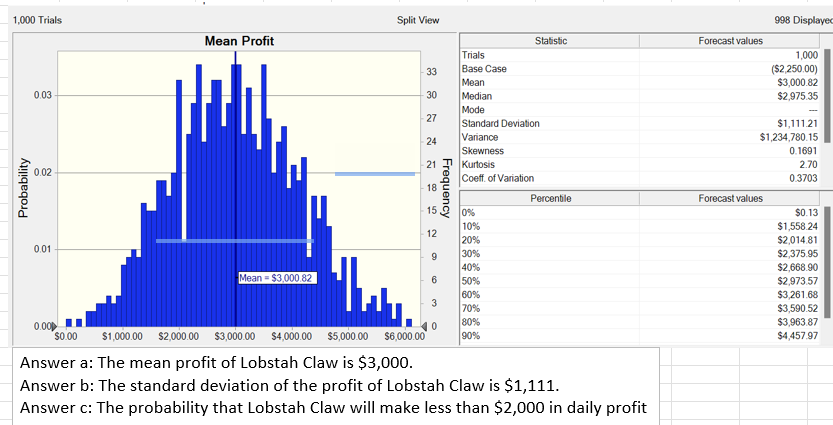 1,000 Trials Split View 998 Displayed
Mean Profit
Probability
0.03
0.02
0.01
0.00
33
30
27
24
21
18
15
12
9
6
3
0
Frequency
Mean = $3,000.82
$0.00 $1,000.00 $2,000.00 $3,000.00 $4,000.00 $5,000.00 $6,000.00
Statistic Forecast values
Trials 1,000
Base Case ($2,250.00)
Mean $3,000.82
Median $2,975.35
Mode ---
Standard Deviation $1,111.21
Variance $1,234,780.15
Skewness 0.1691
Kurtosis 2.70
Coeff. of Variation 0.3703
Percentile Forecast values
0% $0.13
10% $1,558.24
20% $2,014.81
30% $2,375.95
40% $2,668.90
50% $2,973.57
60% $3,261.68
70% $3,590.52
80% $3,963.87
90% $4,457.97
Answer a: The mean profit of Lobstah Claw is $3,000.
Answer b: The standard deviation of the profit of Lobstah Claw is $1,111.
Answer c: The probability that Lobstah Claw will make less than $2,000 in daily profit